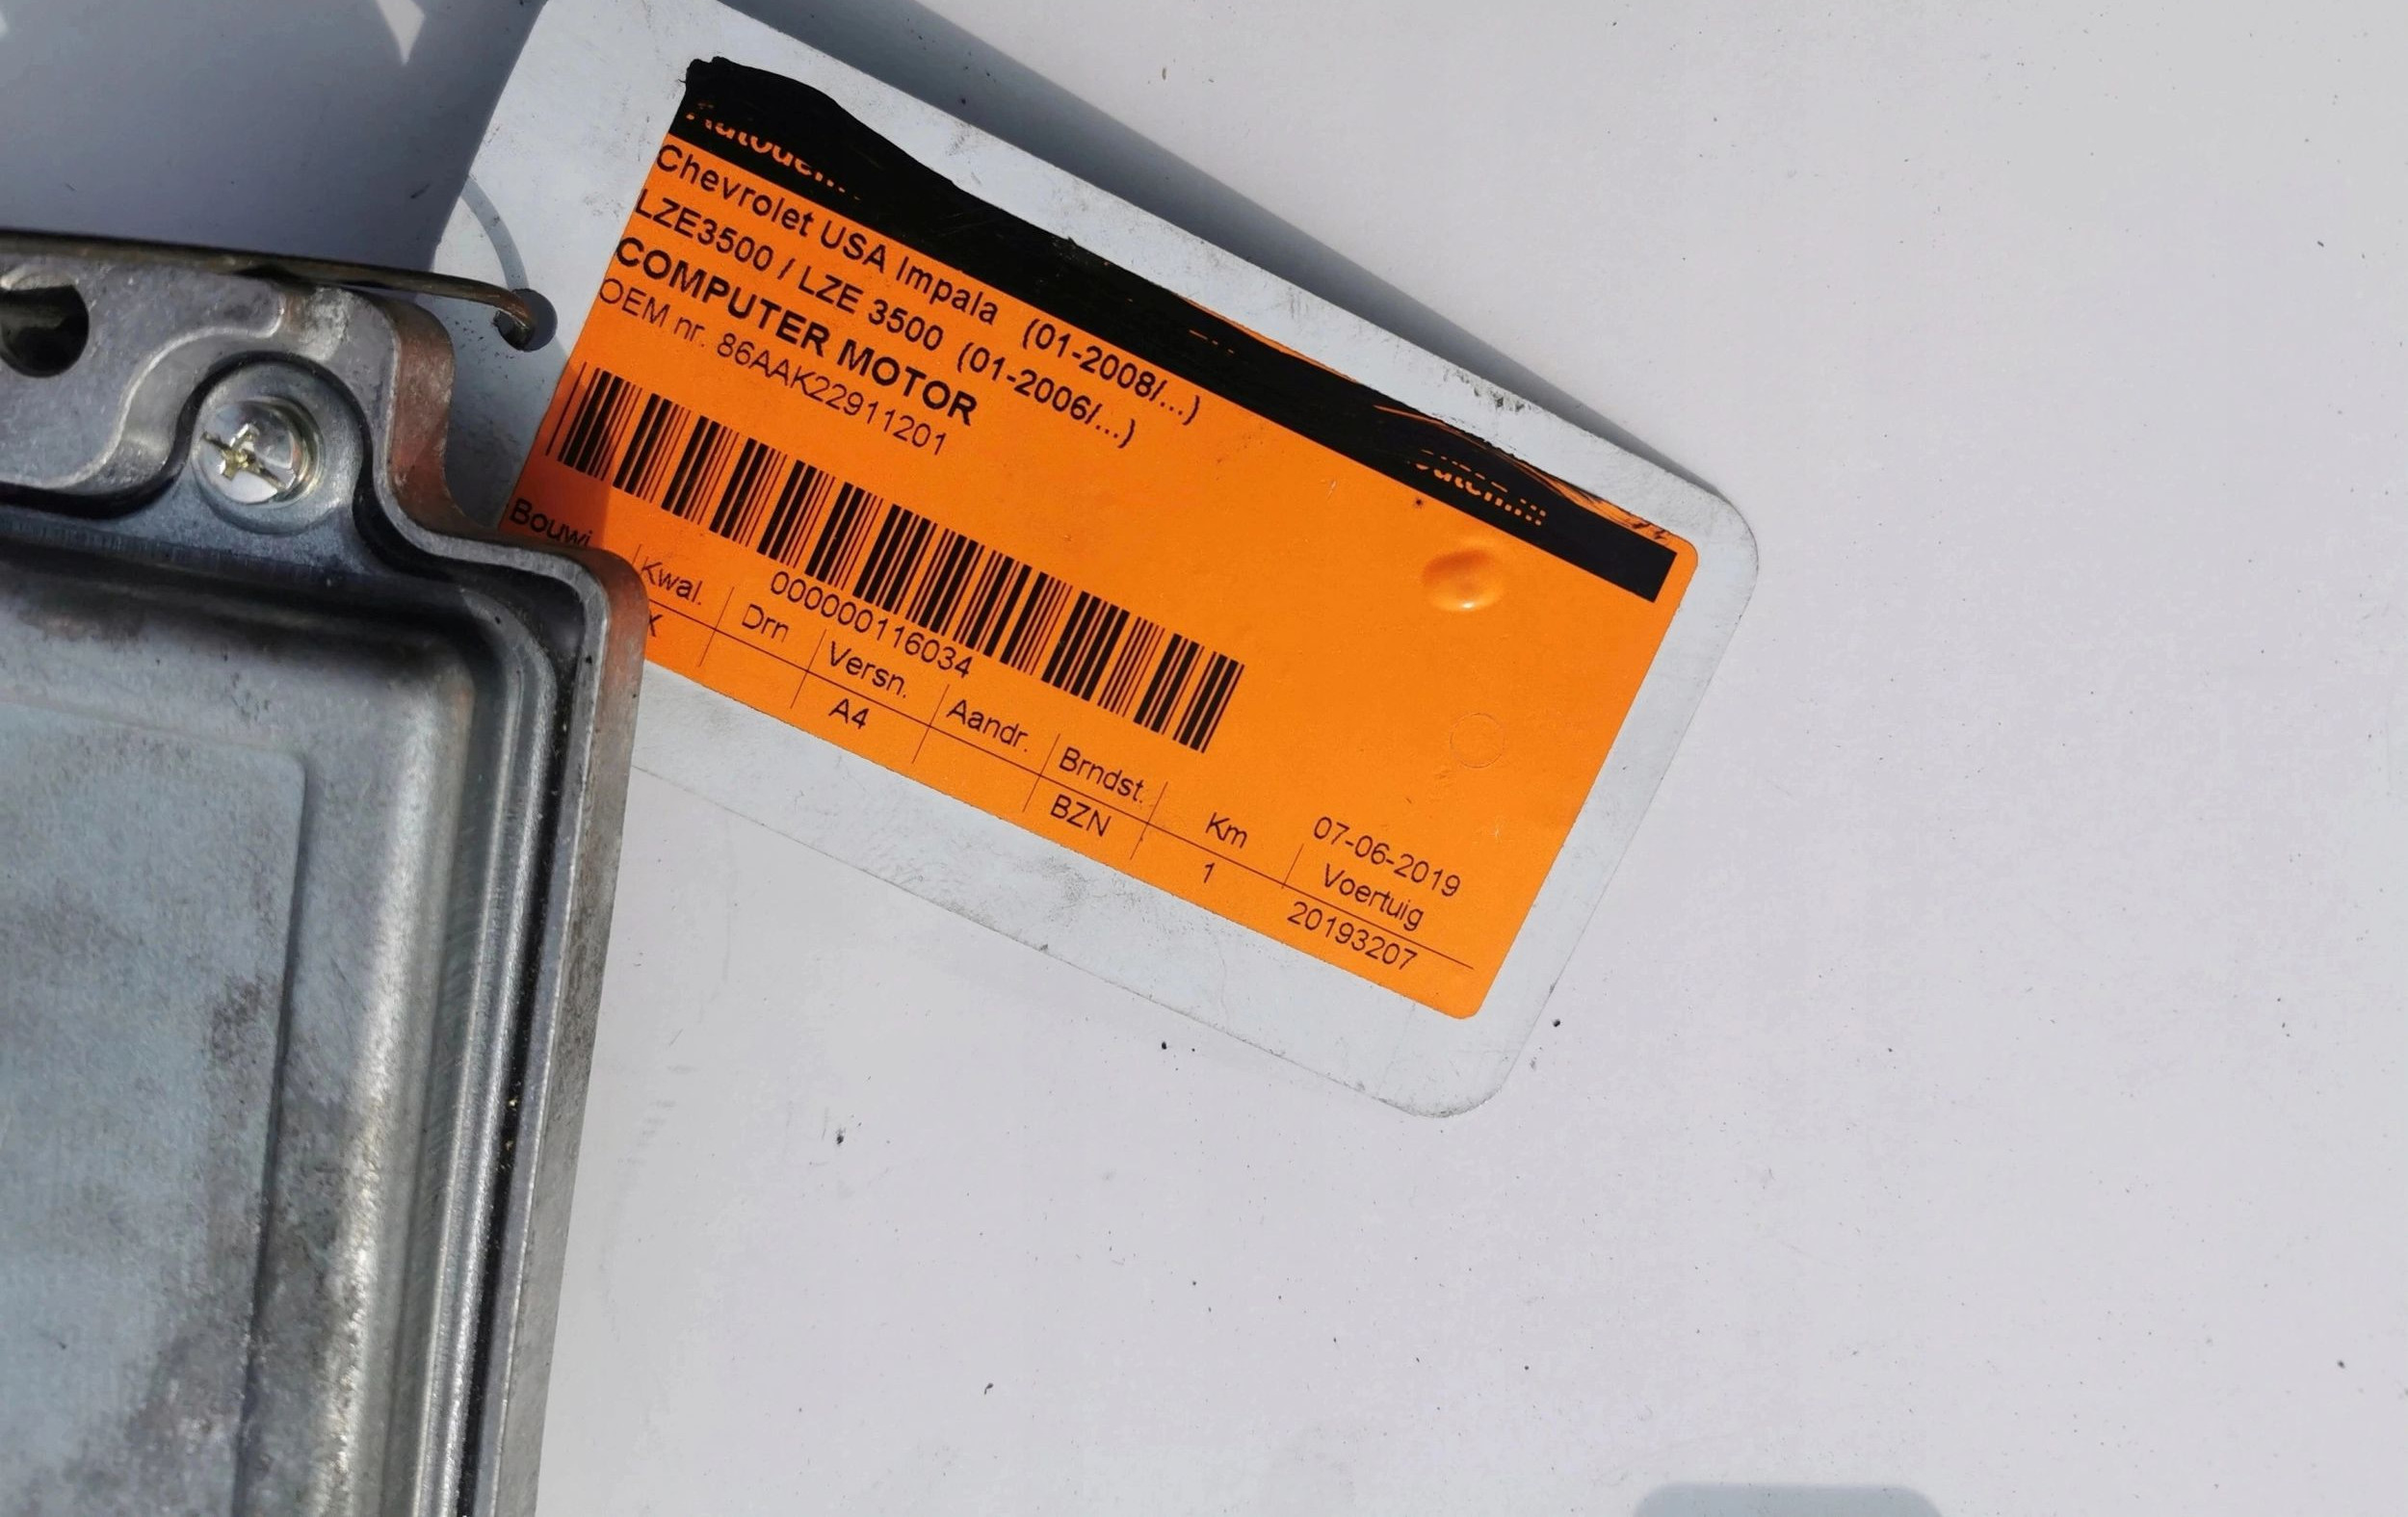 Chevrolet USA Impala (01-2008/...)
LZE3500 / LZE 3500 (01-2006/...)
COMPUTER MOTOR
OEM nr. 86AAK22911201
000000116034
07-06-2019
Kwal. Drn Versn. Aandr. Brndst. Km Voertuig
X A4 BZN 1 20193207